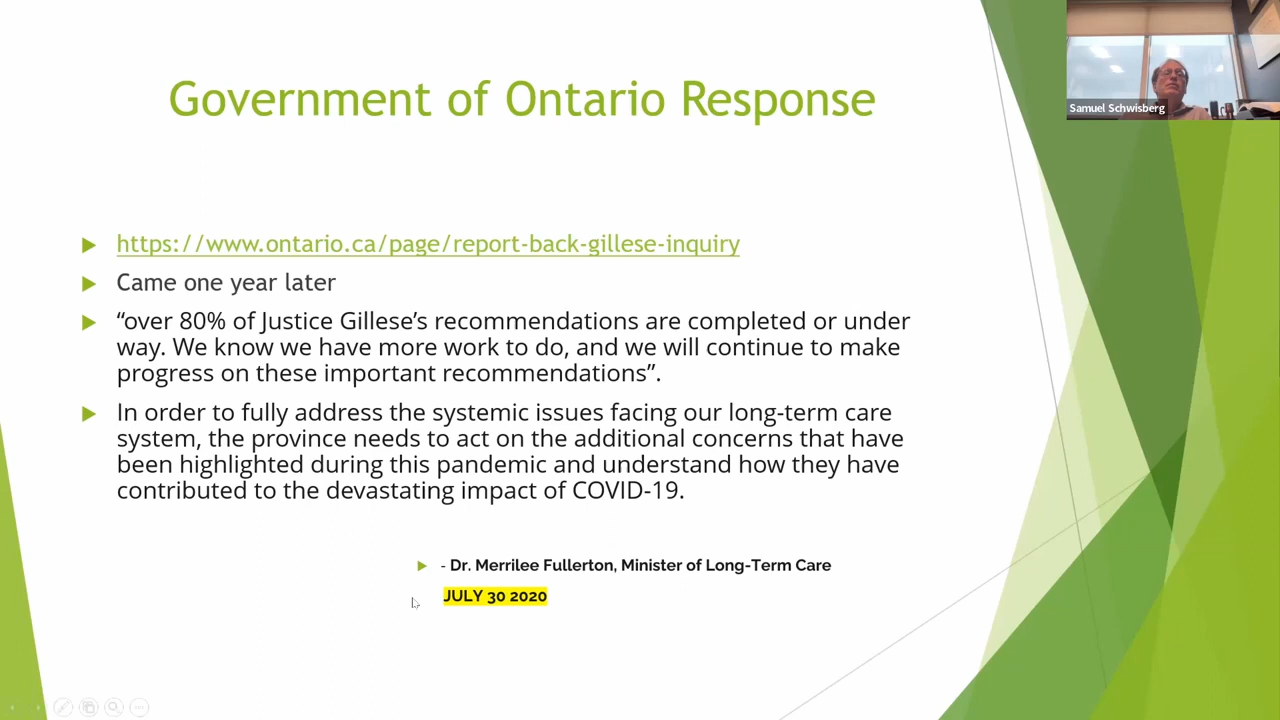 Government of Ontario Response
Samuel Schwisberg
https://www.ontario.ca/page/report-back-gillese-inquiry
Came one year later
“over 80% of Justice Gillese’s recommendations are completed or under
way. We know we have more work to do, and we will continue to make
progress on these important recommendations”.
In order to fully address the systemic issues facing our long-term care
system, the province needs to act on the additional concerns that have
been highlighted during this pandemic and understand how they have
contributed to the devastating impact of COVID-19.
- Dr. Merrilee Fullerton, Minister of Long-Term Care
JULY 30 2020